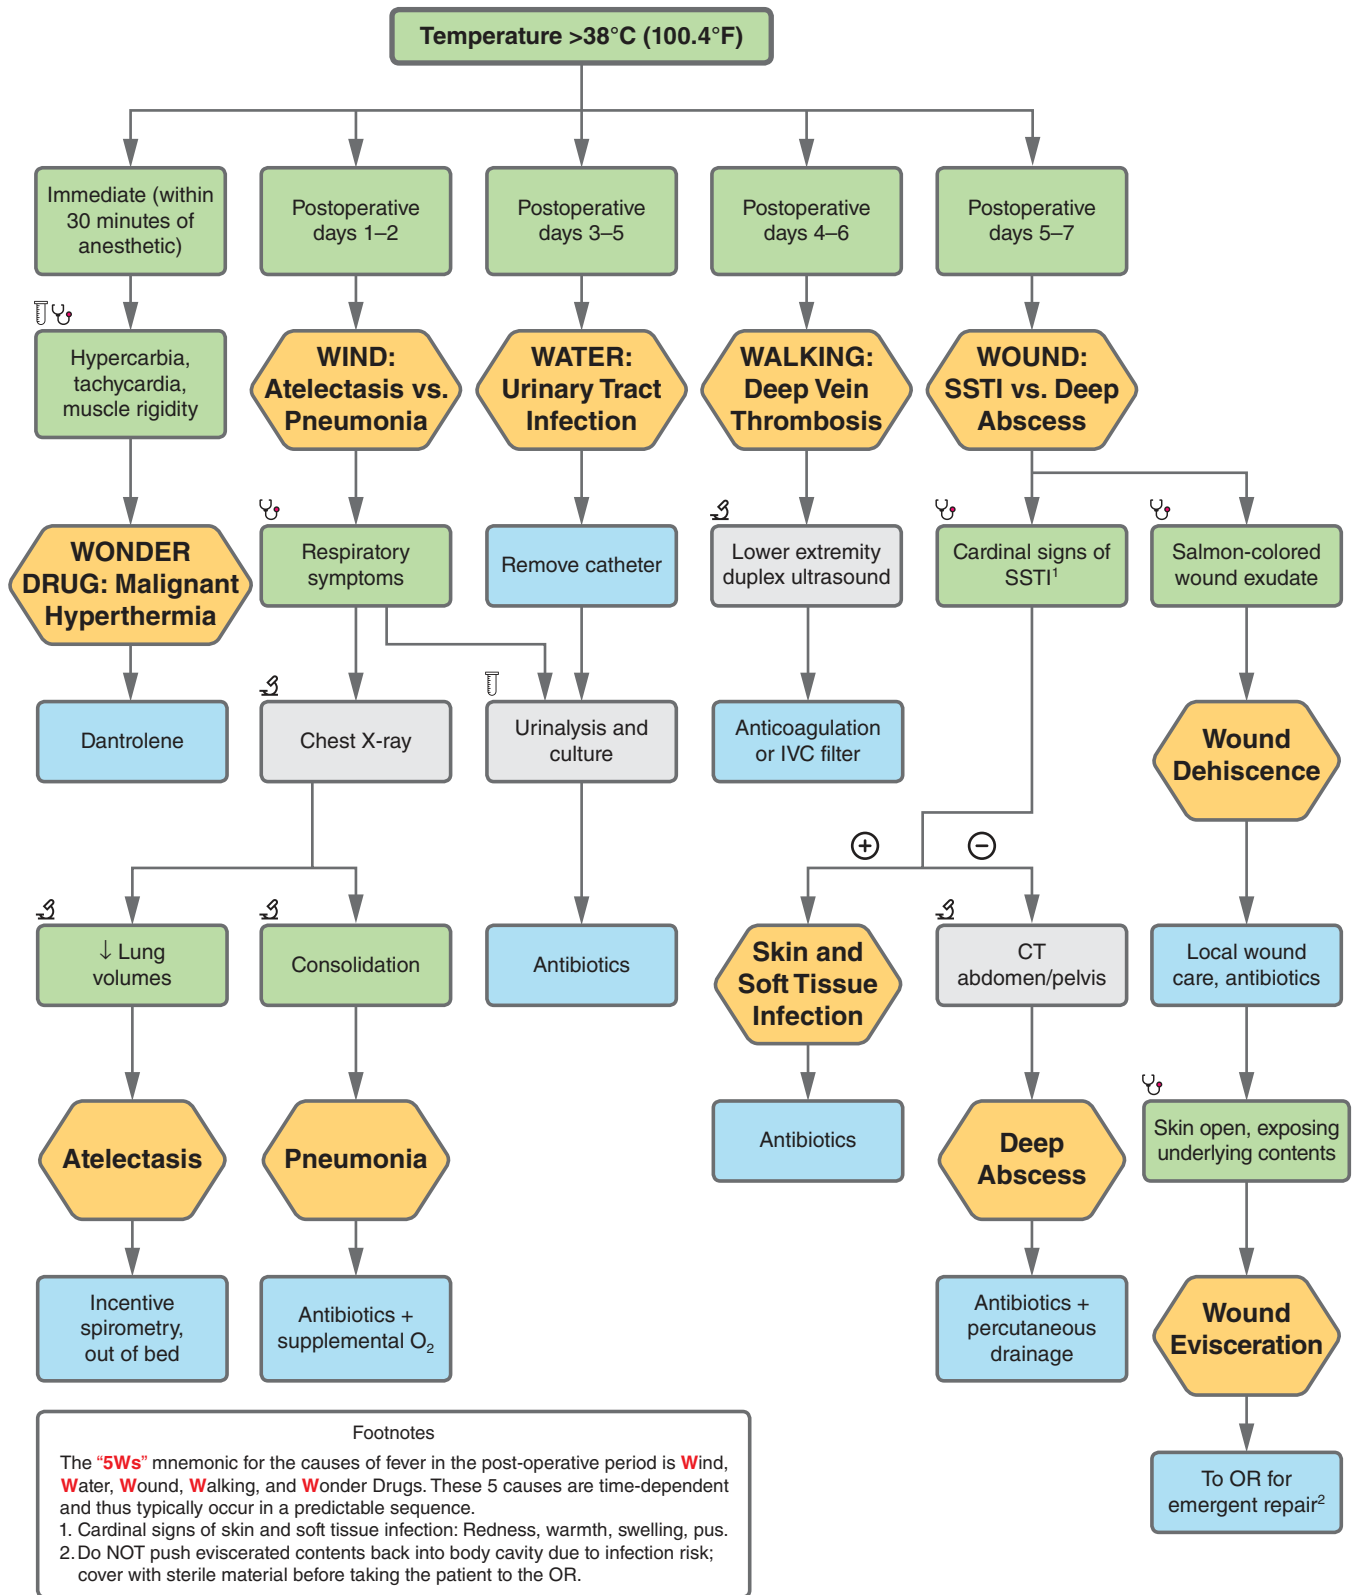 Temperature >38°C (100.4°F)
Immediate (within
30 minutes of
anesthetic)
Postoperative
days 1–2
Postoperative
days 3–5
Postoperative
days 4–6
Postoperative
days 5–7
Hypercarbia,
tachycardia,
muscle rigidity
WIND:
Atelectasis vs.
Pneumonia
WATER:
Urinary Tract
Infection
WALKING:
Deep Vein
Thrombosis
WOUND:
SSTI vs. Deep
Abscess
WONDER
DRUG: Malignant
Hyperthermia
Respiratory
symptoms
Remove catheter
Lower extremity
duplex ultrasound
Cardinal signs of
SSTI¹
Salmon-colored
wound exudate
Dantrolene
Chest X-ray
Urinalysis and
culture
Anticoagulation
or IVC filter
Wound
Dehiscence
+
−
↓ Lung
volumes
Consolidation
Antibiotics
Skin and
Soft Tissue
Infection
CT
abdomen/pelvis
Local wound
care, antibiotics
Atelectasis
Pneumonia
Antibiotics
Deep
Abscess
Skin open, exposing
underlying contents
Incentive
spirometry,
out of bed
Antibiotics +
supplemental O₂
Antibiotics +
percutaneous
drainage
Wound
Evisceration
To OR for
emergent repair²
Footnotes
The “5Ws” mnemonic for the causes of fever in the post-operative period is Wind,
Water, Wound, Walking, and Wonder Drugs. These 5 causes are time-dependent
and thus typically occur in a predictable sequence.
1. Cardinal signs of skin and soft tissue infection: Redness, warmth, swelling, pus.
2. Do NOT push eviscerated contents back into body cavity due to infection risk;
cover with sterile material before taking the patient to the OR.